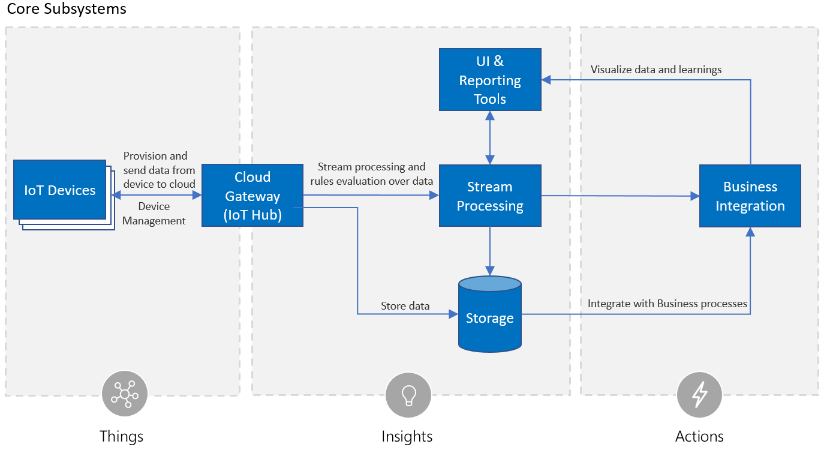 Core Subsystems
UI &
Reporting
Tools
Visualize data and learnings
Provision and
send data from
device to cloud
IoT Devices
Device
Management
Cloud
Gateway
(IoT Hub)
Stream processing and
rules evaluation over data
Stream
Processing
Business
Integration
Store data
Storage
Integrate with Business processes
Things
Insights
Actions